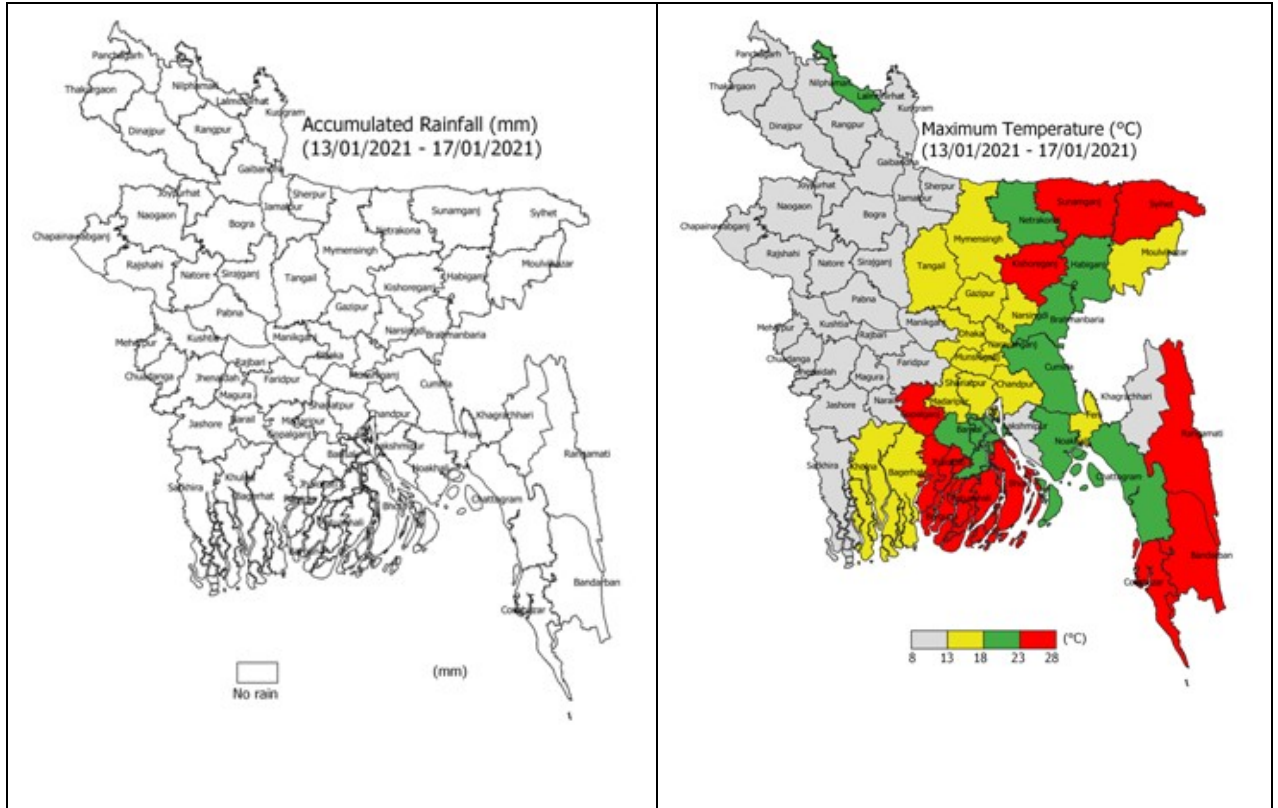 Panchagarh
Thakurgaon
Nilphamari
Lalmonirhat
Kurigram
Dinajpur
Rangpur
Accumulated Rainfall (mm)
(13/01/2021 - 17/01/2021)
Gaibandha
Joypurhat
Sherpur
Jamalpur
Naogaon
Bogra
Sunamganj
Sylhet
Chapainawabganj
Netrakona
Mymensingh
Rajshahi
Natore
Sirajganj
Tangail
Kishoreganj
Habiganj
Moulvibazar
Pabna
Gazipur
Narsingdi
Brahmanbaria
Meherpur
Kushtia
Manikganj
Dhaka
Chuadanga
Jhenaidah
Rajbari
Faridpur
Cumilla
Magura
Jashore
Narail
Madaripur
Shariatpur
Chandpur
Khagrachhari
Gopalganj
Lakshmipur
Feni
Rangamati
Satkhira
Khulna
Bagerhat
Barisal
Noakhali
Chattagram
Bandarban
No rain
(mm)
Panchagarh
Thakurgaon
Nilphamari
Lalmonirhat
Kurigram
Dinajpur
Rangpur
Maximum Temperature (°C)
(13/01/2021 - 17/01/2021)
Gaibandha
Joypurhat
Sherpur
Jamalpur
Naogaon
Bogra
Sunamganj
Sylhet
Chapainawabganj
Netrakona
Mymensingh
Rajshahi
Natore
Sirajganj
Tangail
Kishoreganj
Habiganj
Moulvibazar
Pabna
Gazipur
Narsingdi
Brahmanbaria
Meherpur
Kushtia
Manikganj
Dhaka
Rajbari
Chuadanga
Jhenaidah
Faridpur
Munshiganj
Cumilla
Magura
Shariatpur
Chandpur
Khagrachhari
Jashore
Narail
Madaripur
Lakshmipur
Feni
Rangamati
Noakhali
Satkhira
Khulna
Bagerhat
Chattagram
Bandarban
8 13 18 23 28 (°C)